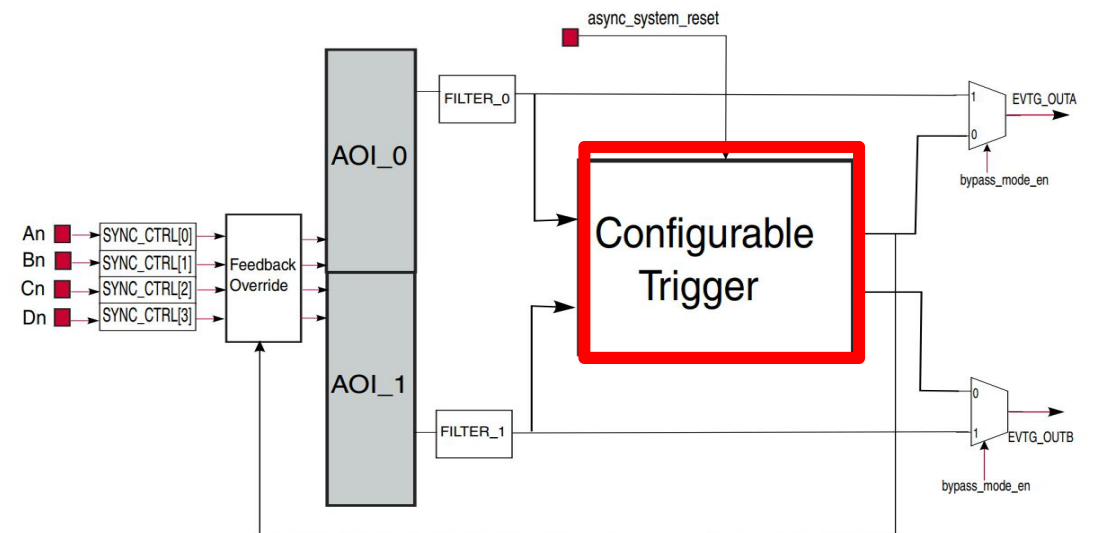 async_system_reset
FILTER_0
1
EVTG_OUTA
AOI_0
0
bypass_mode_en
An
SYNC_CTRL[0]
Bn
SYNC_CTRL[1]
Cn
SYNC_CTRL[2]
Dn
SYNC_CTRL[3]
Feedback
Override
Configurable
Trigger
AOI_1
0
FILTER_1
1
EVTG_OUTB
bypass_mode_en